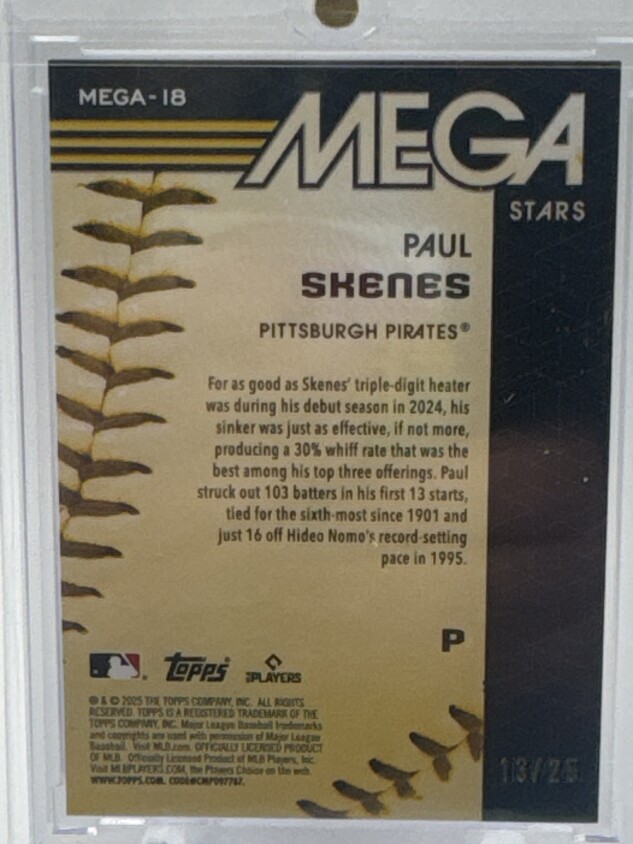 MEGA-18
MEGA
STARS
PAUL
SKENES
PITTSBURGH PIRATES®
For as good as Skenes' triple-digit heater
was during his debut season in 2024, his
sinker was just as effective, if not more,
producing a 30% whiff rate that was the
best among his top three offerings. Paul
struck out 103 batters in his first 13 starts,
tied for the sixth-most since 1901 and
just 16 off Hideo Nomo's record-setting
pace in 1995.
P
topps
PLAYERS
® & © 2025 THE TOPPS COMPANY, INC. ALL RIGHTS
RESERVED. TOPPS IS A REGISTERED TRADEMARK OF THE
TOPPS COMPANY, INC. Major League Baseball trademarks
and copyrights are used with permission of Major League
Baseball. Visit MLB.com. OFFICIALLY LICENSED PRODUCT
OF MLB. Officially Licensed Product of MLB Players, Inc.
Visit MLBPLAYERS.COM, the Players Choice on the web.
WWW.TOPPS.COM. CODE#CMP097767.
13/25